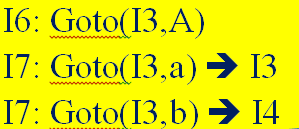 I6: Goto(I3,A)
I7: Goto(I3,a) ➔ I3
I7: Goto(I3,b) ➔ I4